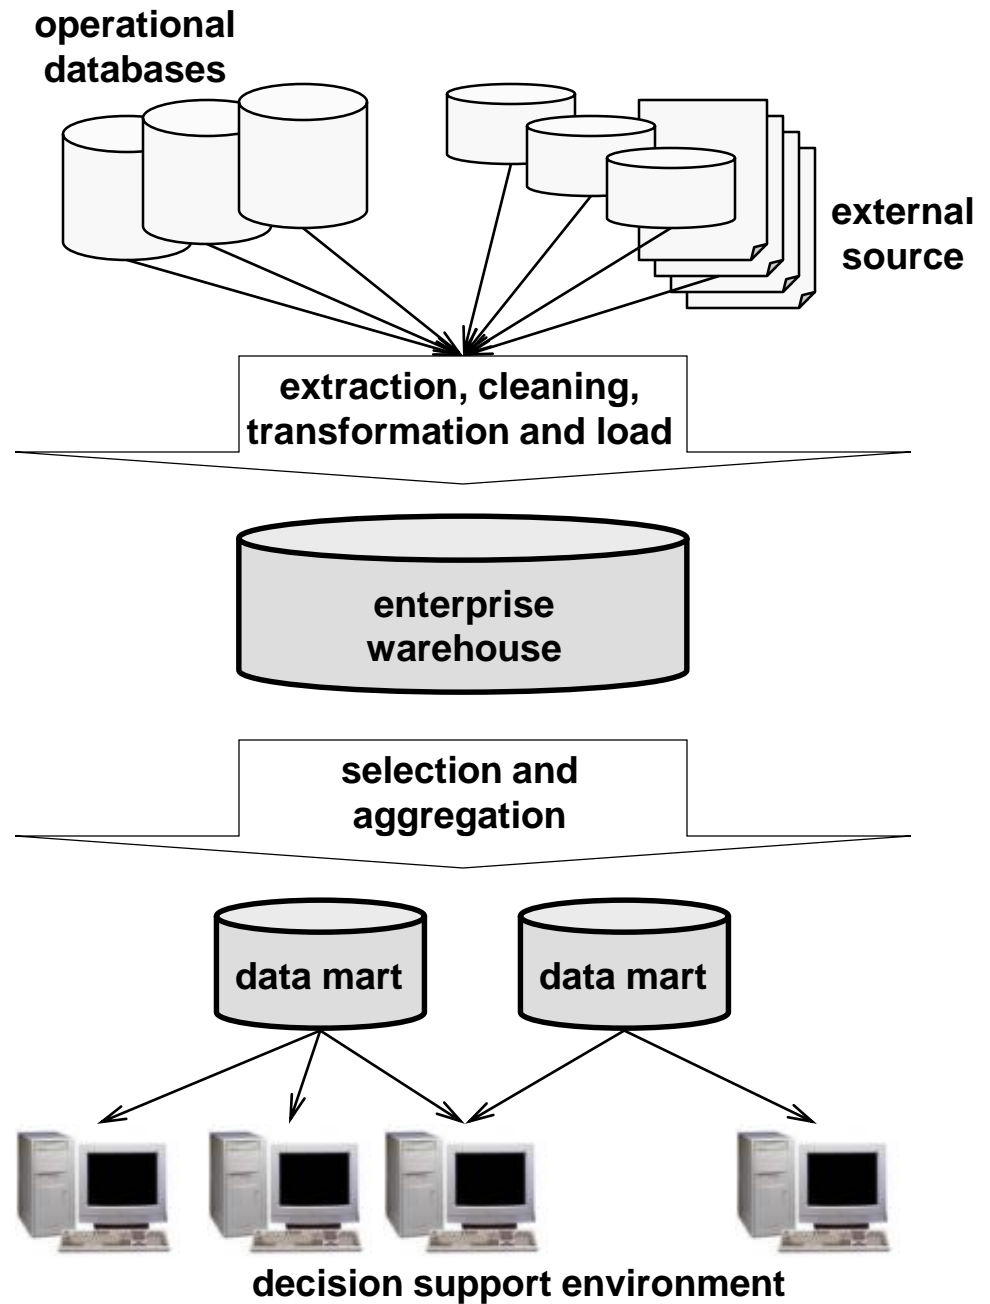 operational
databases
external
source
extraction, cleaning,
transformation and load
enterprise
warehouse
selection and
aggregation
data mart
data mart
decision support environment